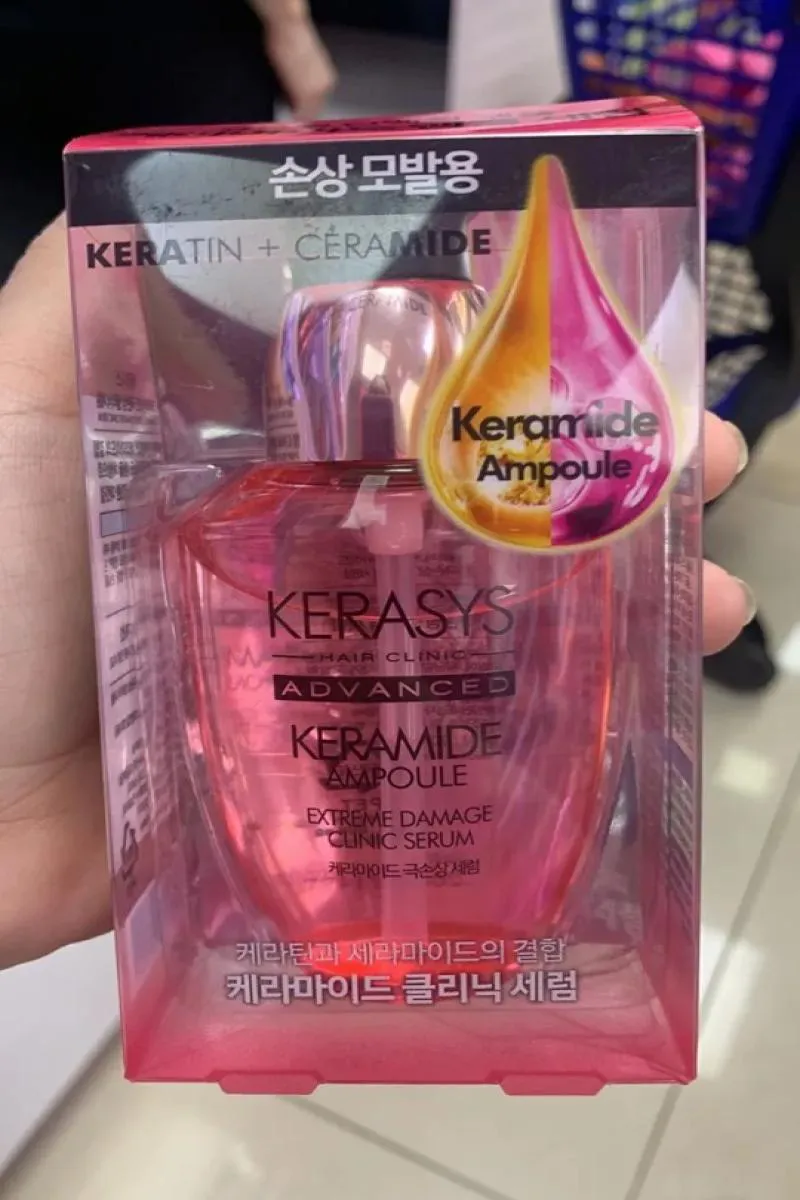 손상 모발용
KERATIN + CERAMIDE
CERAMIDE
Keramide
Ampoule
KERASYS
HAIR CLINIC
ADVANCED
KERAMIDE
AMPOULE
EXTREME DAMAGE
CLINIC SERUM
케라마이드 극손상 세럼
케라틴과 세라마이드의 결합
케라마이드 클리닉 세럼